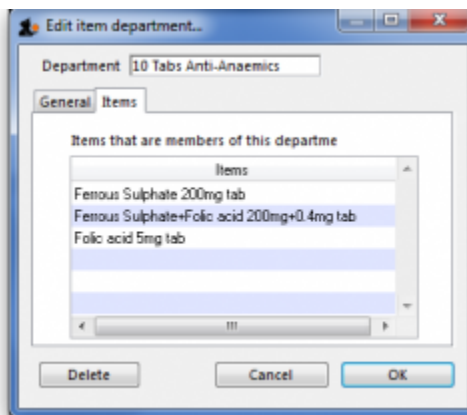 Edit item department...
Department 10 Tabs Anti-Anaemics
General Items
Items that are members of this departme
Items
Ferrous Sulphate 200mg tab
Ferrous Sulphate+Folic acid 200mg+0.4mg tab
Folic acid 5mg tab
Delete Cancel OK